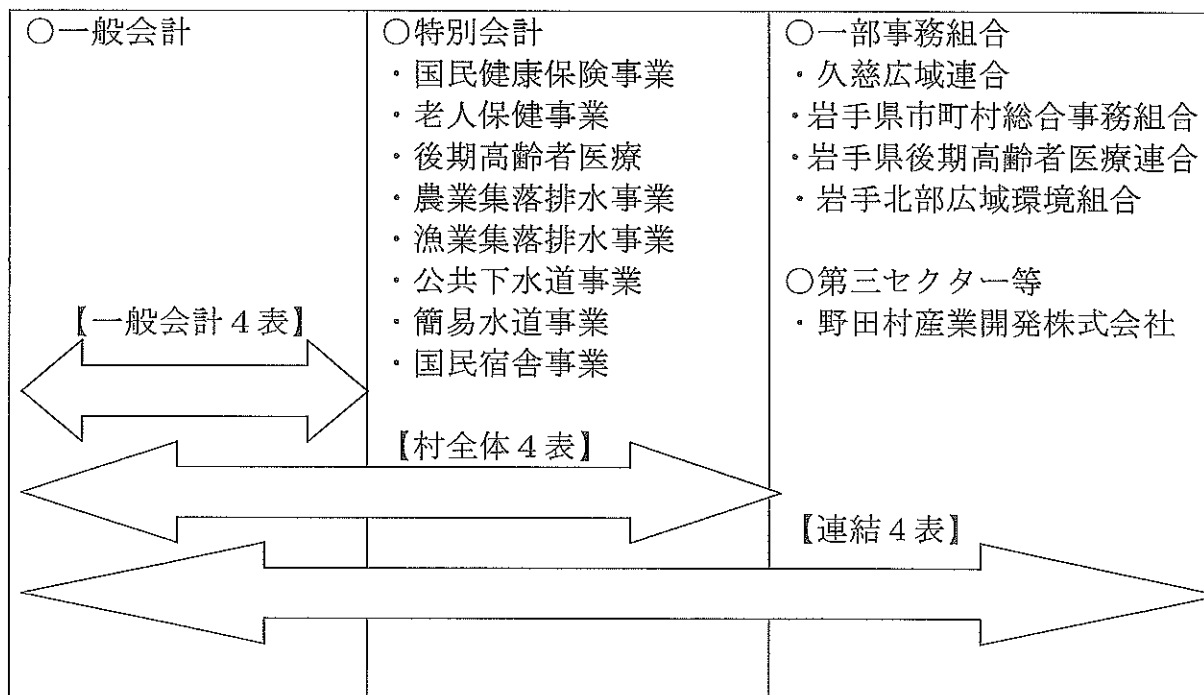 ○一般会計
【一般会計4表】
○特別会計
・国民健康保険事業
・老人保健事業
・後期高齢者医療
・農業集落排水事業
・漁業集落排水事業
・公共下水道事業
・簡易水道事業
・国民宿舎事業
【村全体4表】
○一部事務組合
・久慈広域連合
・岩手県市町村総合事務組合
・岩手県後期高齢者医療連合
・岩手北部広域環境組合
○第三セクター等
・野田村産業開発株式会社
【連結4表】